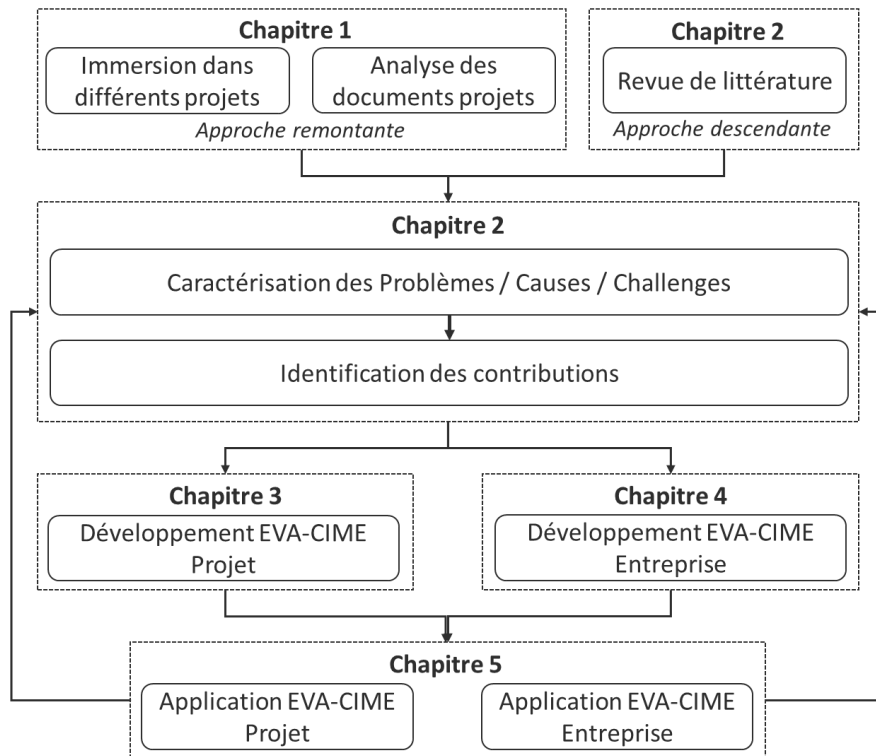 Chapitre 1
Immersion dans
différents projets
Analyse des
documents projets
Approche remontante
Chapitre 2
Revue de littérature
Approche descendante
Chapitre 2
Caractérisation des Problèmes / Causes / Challenges
Identification des contributions
Chapitre 3
Développement EVA-CIME
Projet
Chapitre 4
Développement EVA-CIME
Entreprise
Chapitre 5
Application EVA-CIME
Projet
Application EVA-CIME
Entreprise